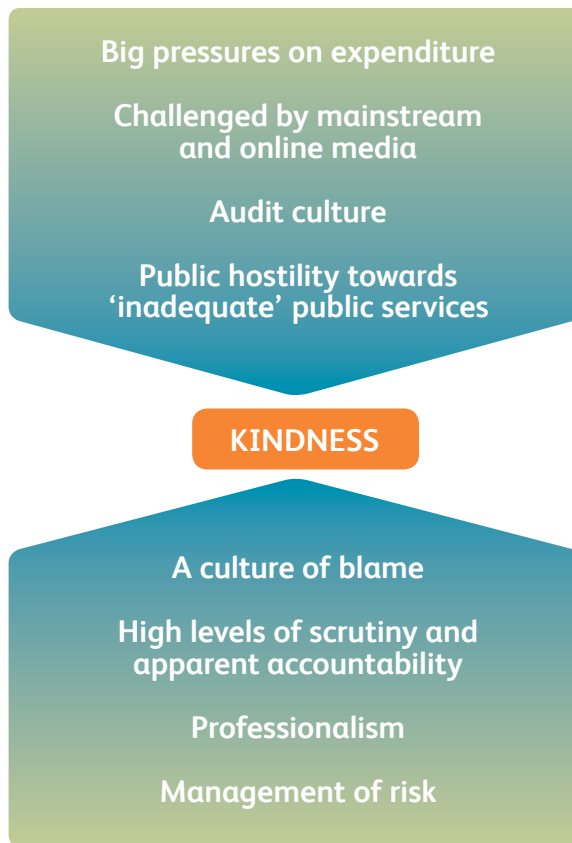 Big pressures on expenditure
Challenged by mainstream
and online media
Audit culture
Public hostility towards
‘inadequate’ public services
KINDNESS
A culture of blame
High levels of scrutiny and
apparent accountability
Professionalism
Management of risk